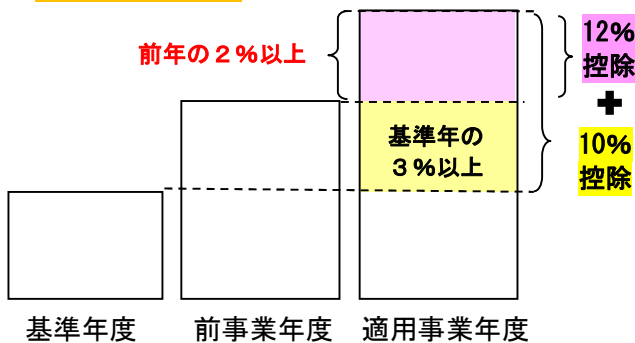 前年の２％以上
12%
控除
+
基準年の
３％以上
10%
控除
基準年度
前事業年度
適用事業年度